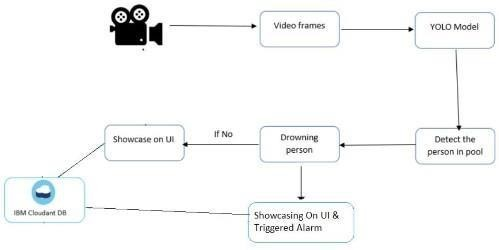 Video frames
YOLO Model
Detect the
person in pool
Drowning
person
If No
Showcase on UI
IBM Cloudant DB
Showcasing On UI &
Triggered Alarm